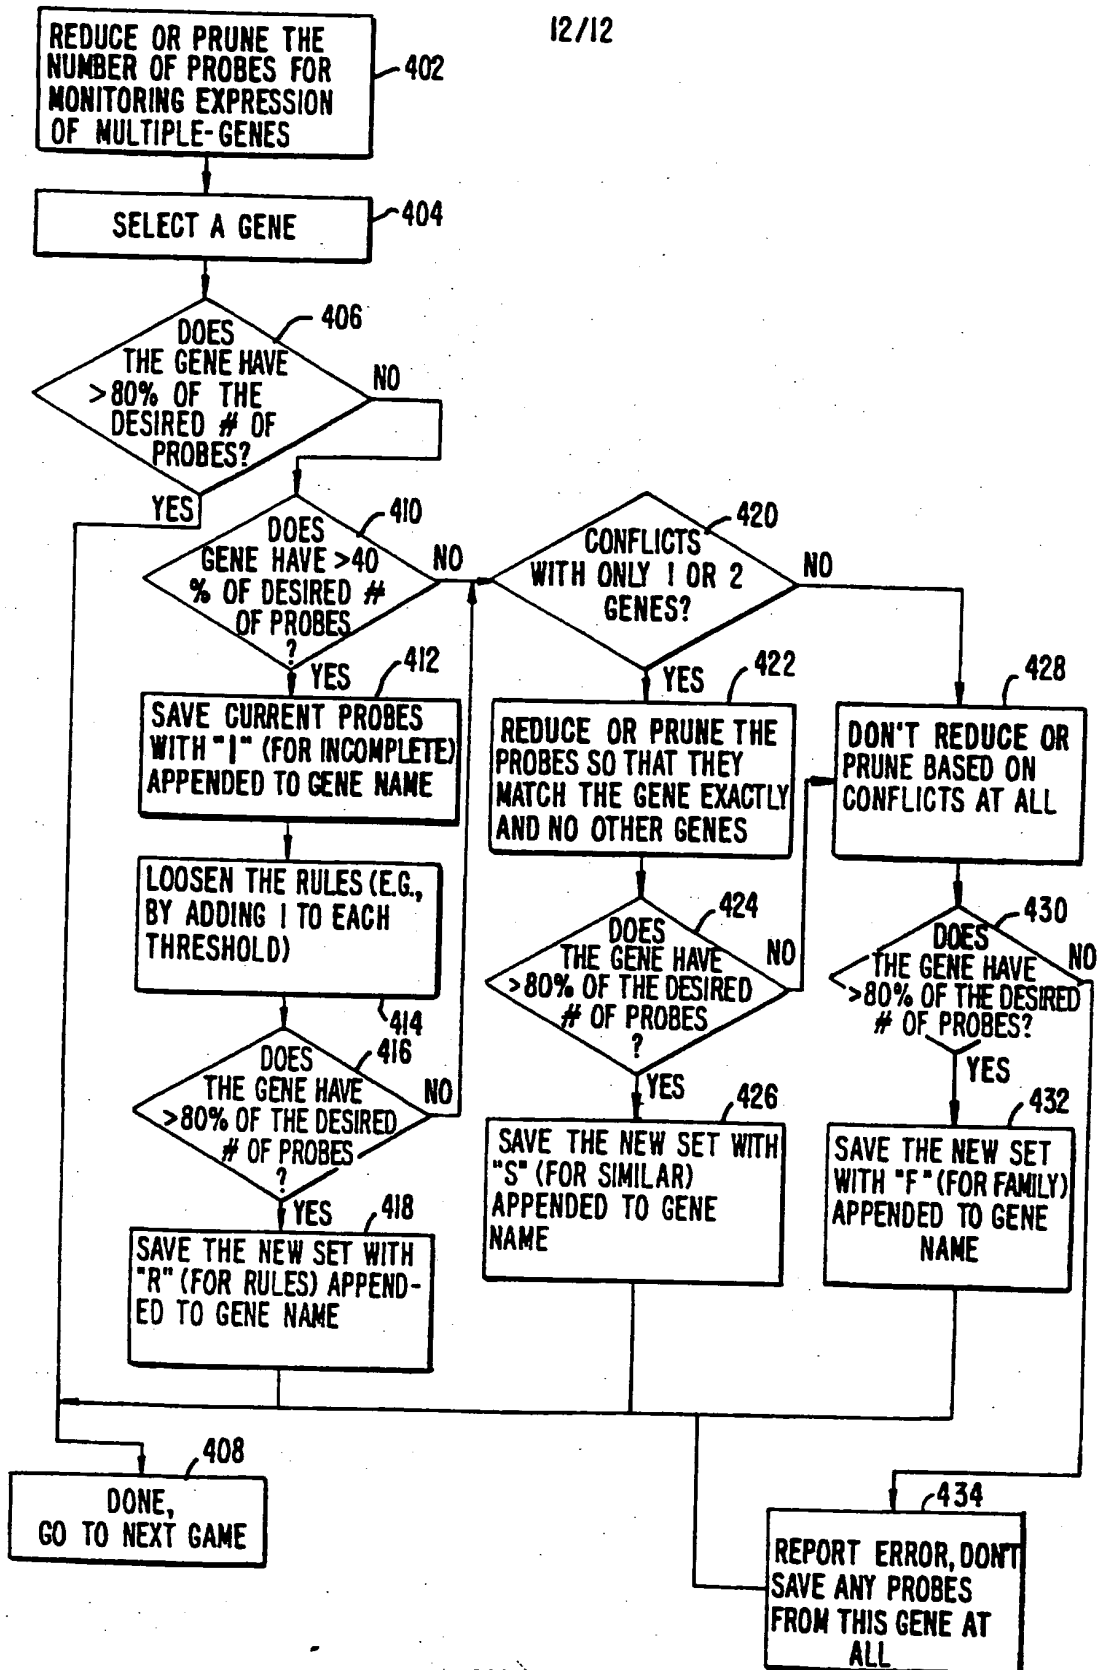 12/12
REDUCE OR PRUNE THE
NUMBER OF PROBES FOR
MONITORING EXPRESSION
OF MULTIPLE-GENES
402
SELECT A GENE
404
406
DOES
THE GENE HAVE
>80% OF THE
DESIRED # OF
PROBES?
NO
YES
410
DOES
GENE HAVE >40
% OF DESIRED #
OF PROBES
?
NO
YES
412
SAVE CURRENT PROBES
WITH "I" (FOR INCOMPLETE)
APPENDED TO GENE NAME
LOOSEN THE RULES (E.G.,
BY ADDING 1 TO EACH
THRESHOLD)
414
416
DOES
THE GENE HAVE
>80% OF THE DESIRED
# OF PROBES
?
NO
YES
418
SAVE THE NEW SET WITH
"R" (FOR RULES) APPEND-
ED TO GENE NAME
420
CONFLICTS
WITH ONLY 1 OR 2
GENES?
NO
YES
422
REDUCE OR PRUNE THE
PROBES SO THAT THEY
MATCH THE GENE EXACTLY
AND NO OTHER GENES
424
DOES
THE GENE HAVE
>80% OF THE DESIRED
# OF PROBES
?
NO
YES
426
SAVE THE NEW SET WITH
"S" (FOR SIMILAR)
APPENDED TO GENE
NAME
428
DON'T REDUCE OR
PRUNE BASED ON
CONFLICTS AT ALL
430
DOES
THE GENE HAVE
>80% OF THE DESIRED
# OF PROBES?
NO
YES
432
SAVE THE NEW SET
WITH "F" (FOR FAMILY)
APPENDED TO GENE
NAME
408
DONE,
GO TO NEXT GAME
434
REPORT ERROR, DON'T
SAVE ANY PROBES
FROM THIS GENE AT
ALL